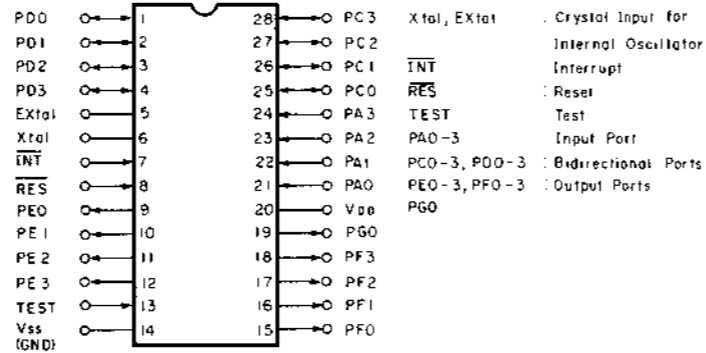 PD0 1 28 PC3 Xtal, EXtal : Crystal Input for
PD1 2 27 PC2 Internal Oscillator
PD2 3 26 PC1 INT Interrupt
PD3 4 25 PC0 RES : Reset
EXtal 5 24 PA3 TEST Test
Xtal 6 23 PA2 PA0-3 Input Port
INT 7 22 PA1 PC0-3, PD0-3 : Bidirectional Ports
RES 8 21 PA0 PE0-3, PF0-3 : Output Ports
PE0 9 20 VDD PG0
PE1 10 19 PG0
PE2 11 18 PF3
PE3 12 17 PF2
TEST 13 16 PF1
Vss 14 15 PF0
(GND)